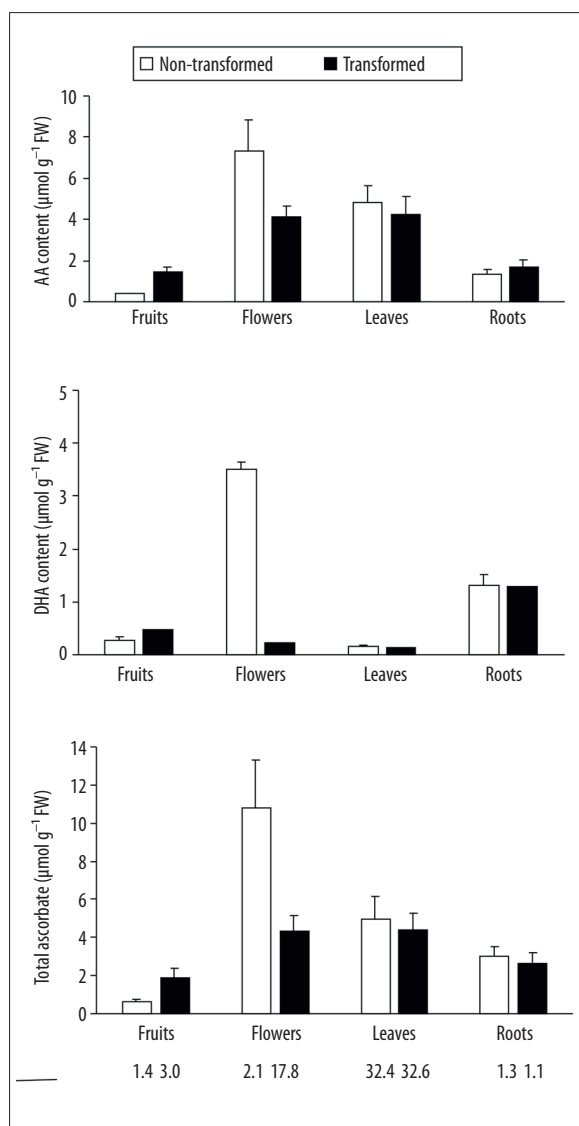 Non-transformed Transformed
AA content (μmol g⁻¹ FW)
10
8
6
4
2
0
Fruits Flowers Leaves Roots
DHA content (μmol g⁻¹ FW)
5
4
3
2
1
0
Fruits Flowers Leaves Roots
Total ascorbate (μmol g⁻¹ FW)
14
12
10
8
6
4
2
0
Fruits Flowers Leaves Roots
1.4 3.0 2.1 17.8 32.4 32.6 1.3 1.1